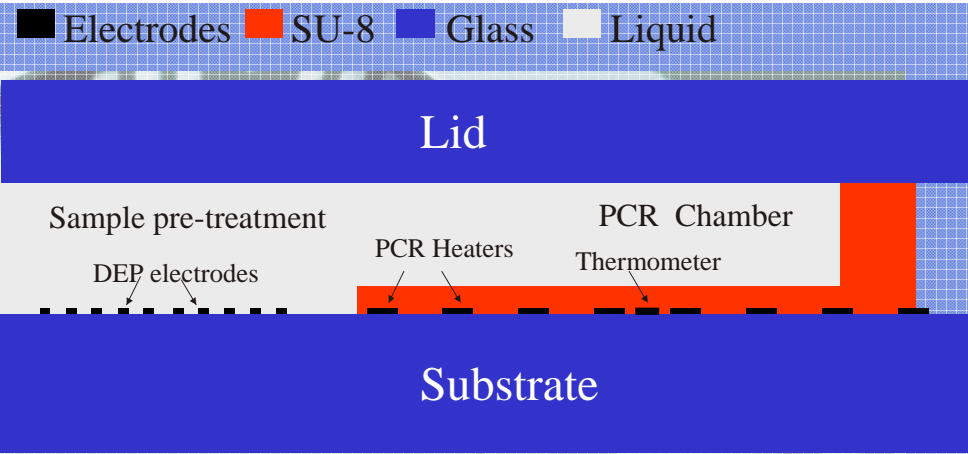 Electrodes SU-8 Glass Liquid
Lid
Sample pre-treatment
PCR Chamber
PCR Heaters
Thermometer
DEP electrodes
Substrate